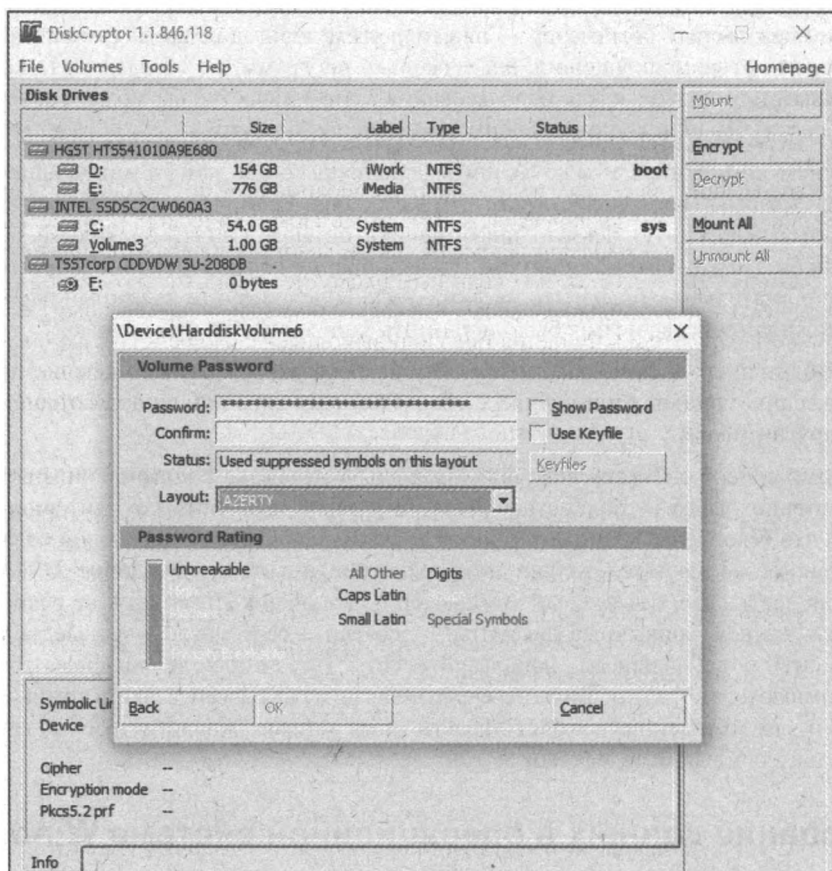 DiskCryptor 1.1.846.118
File Volumes Tools Help Homepage
Disk Drives
Size Label Type Status
HGST HTS541010A9E680
D: 154 GB iWork NTFS boot
E: 776 GB iMedia NTFS
INTEL SSDSC2CW060A3
C: 54.0 GB System NTFS sys
Volume3 1.00 GB System NTFS
TSSTcorp CDDVDW SU-208DB
F: 0 bytes
Mount
Encrypt
Decrypt
Mount All
Unmount All
\Device\HarddiskVolume6
Volume Password
Password: Show Password
Confirm: Use Keyfile
Status: Used suppressed symbols on this layout Keyfiles
Layout: AZERTY
Password Rating
Unbreakable
All Other Digits
Caps Latin
Small Latin Special Symbols
Back OK Cancel
Symbolic Lin
Device
Cipher --
Encryption mode --
Pkcs5.2 prf --
Info